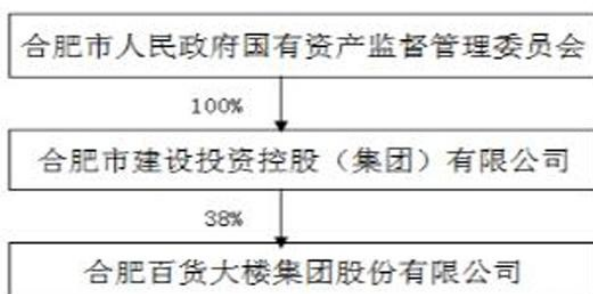 合肥市人民政府国有资产监督管理委员会
100%
合肥市建设投资控股（集团）有限公司
38%
合肥百货大楼集团股份有限公司